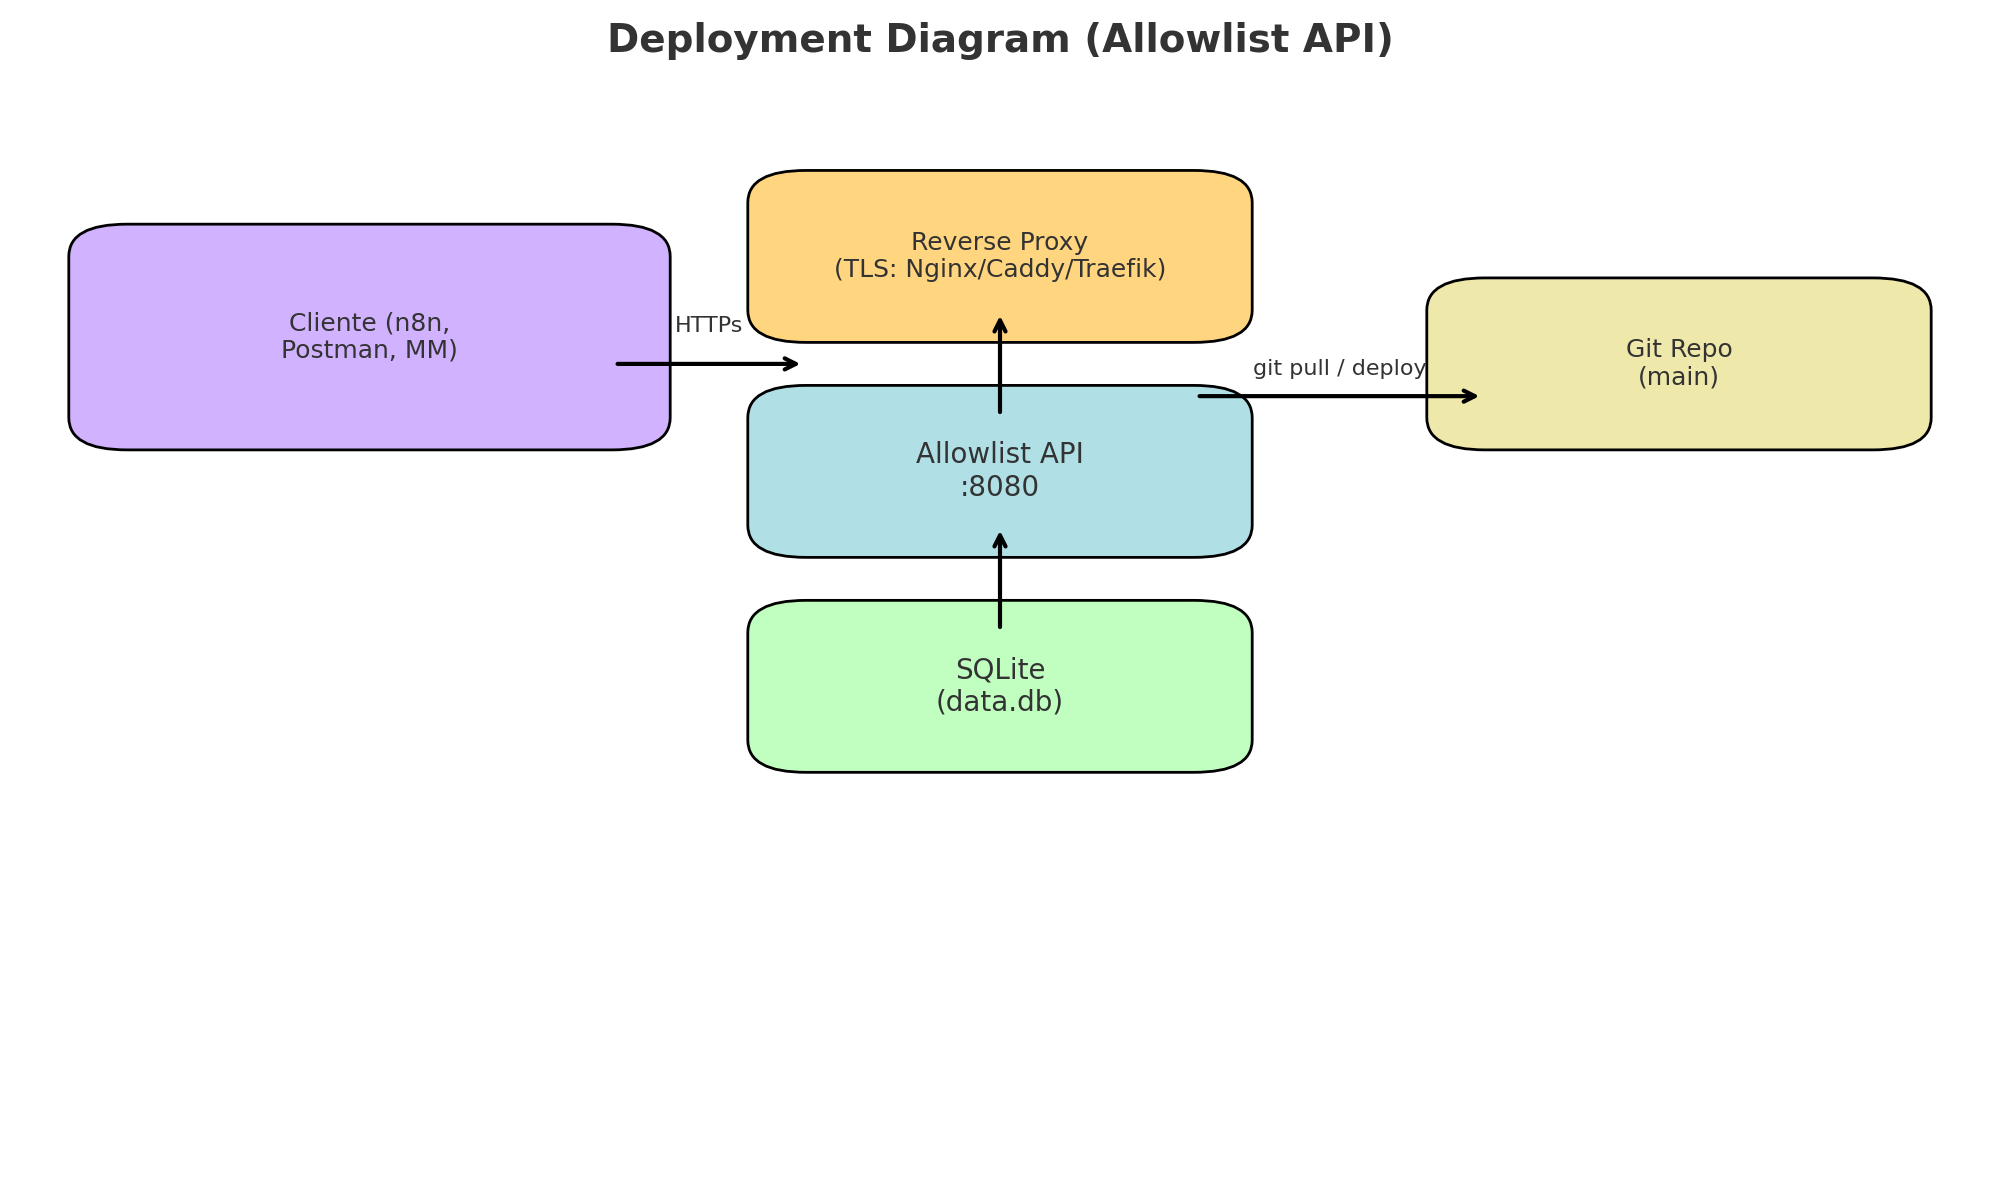 Deployment Diagram (Allowlist API)
Cliente (n8n,
Postman, MM)
HTTPs
Reverse Proxy
(TLS: Nginx/Caddy/Traefik)
Allowlist API
:8080
SQLite
(data.db)
git pull / deploy
Git Repo
(main)